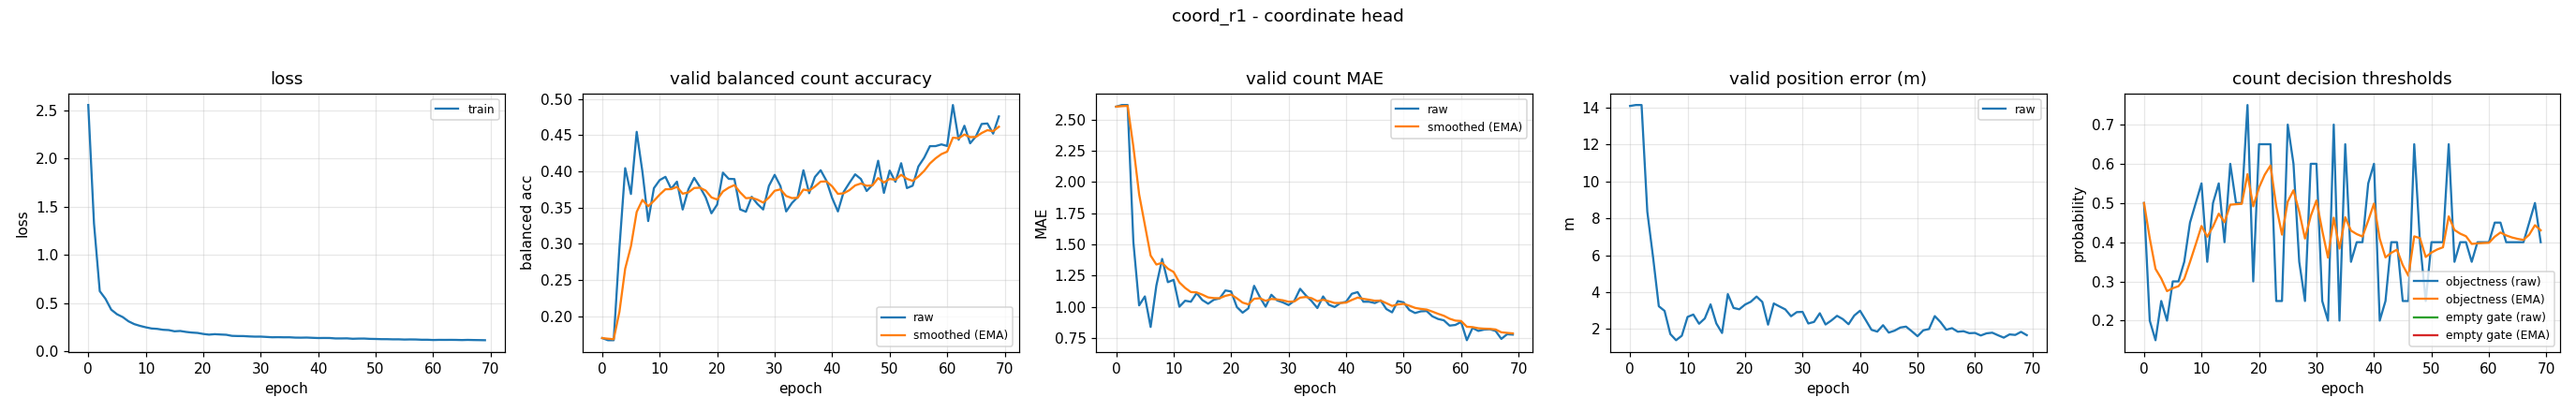 coord_r1 - coordinate head
loss
2.5
2.0
1.5
1.0
0.5
0.0
loss
0 10 20 30 40 50 60 70
epoch
train
valid balanced count accuracy
0.50
0.45
0.40
0.35
0.30
0.25
0.20
balanced acc
0 10 20 30 40 50 60 70
epoch
raw
smoothed (EMA)
valid count MAE
2.50
2.25
2.00
1.75
1.50
1.25
1.00
0.75
MAE
0 10 20 30 40 50 60 70
epoch
raw
smoothed (EMA)
valid position error (m)
14
12
10
8
6
4
2
m
0 10 20 30 40 50 60 70
epoch
raw
count decision thresholds
0.7
0.6
0.5
0.4
0.3
0.2
probability
0 10 20 30 40 50 60 70
epoch
objectness (raw)
objectness (EMA)
empty gate (raw)
empty gate (EMA)